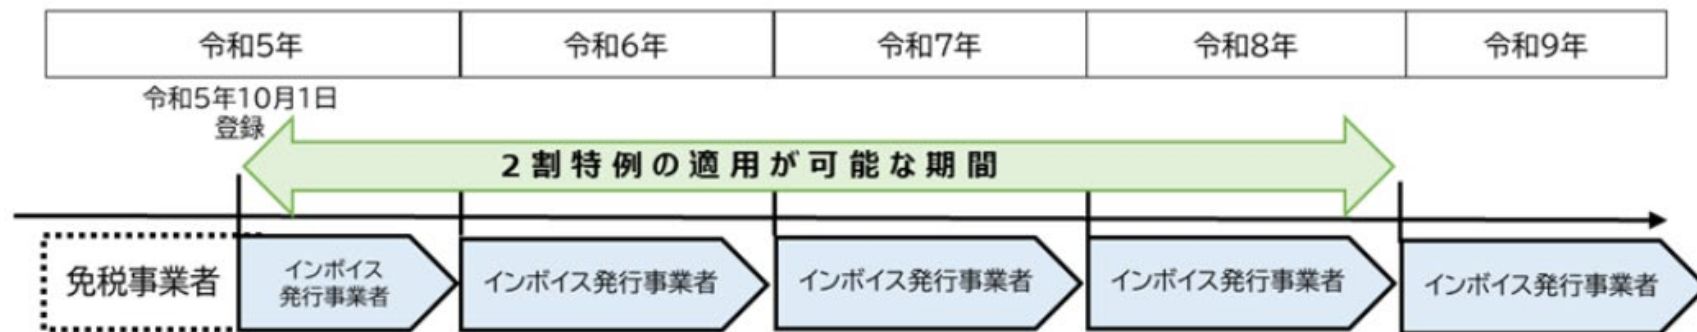 令和5年
令和6年
令和7年
令和8年
令和9年
令和5年10月1日
登録
2割特例の適用が可能な期間
免税事業者
インボイス
発行事業者
インボイス発行事業者
インボイス発行事業者
インボイス発行事業者
インボイス発行事業者